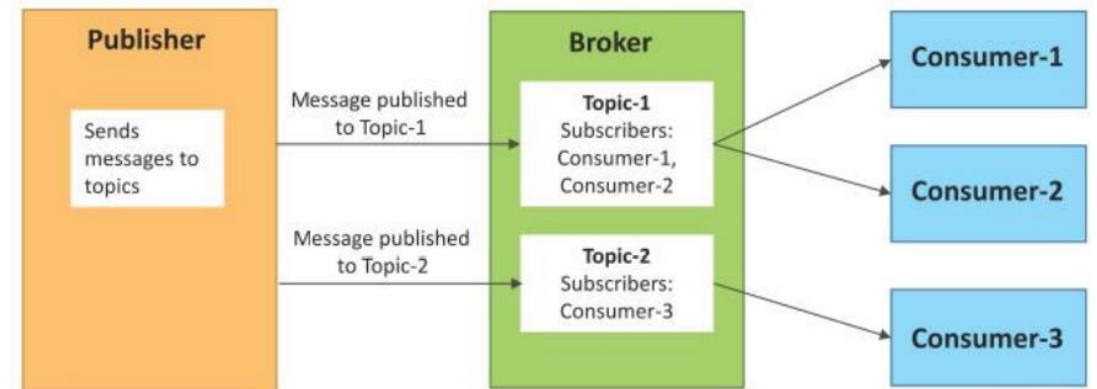 Publisher
Sends
messages to
topics
Message published
to Topic-1
Message published
to Topic-2
Broker
Topic-1
Subscribers:
Consumer-1,
Consumer-2
Topic-2
Subscribers:
Consumer-3
Consumer-1
Consumer-2
Consumer-3